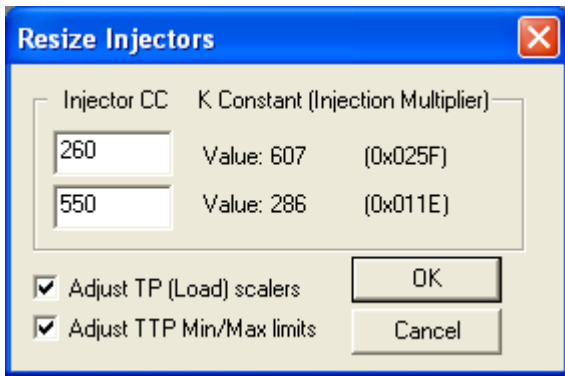 Resize Injectors
Injector CC K Constant (Injection Multiplier)
260 Value: 607 (0x025F)
550 Value: 286 (0x011E)
Adjust TP (Load) scalers OK
Adjust TTP Min/Max limits Cancel